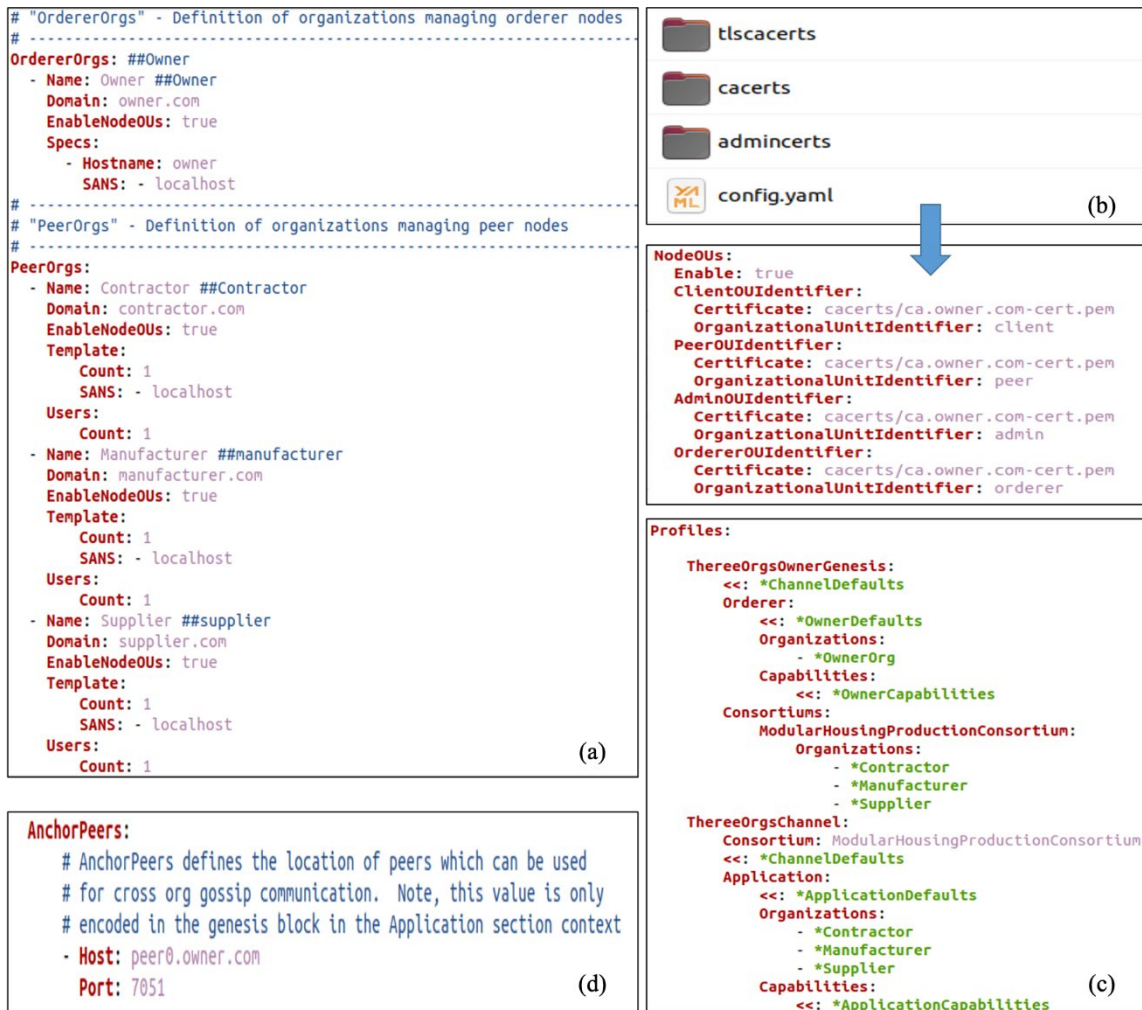 # "OrdererOrgs" - Definition of organizations managing orderer nodes
# ---------------------------------------------------------------------
OrdererOrgs: ##Owner
  - Name: Owner ##Owner
    Domain: owner.com
    EnableNodeOUs: true
    Specs:
      - Hostname: owner
        SANS: - localhost
# ---------------------------------------------------------------------
# "PeerOrgs" - Definition of organizations managing peer nodes
# ---------------------------------------------------------------------
PeerOrgs:
  - Name: Contractor ##Contractor
    Domain: contractor.com
    EnableNodeOUs: true
    Template:
        Count: 1
        SANS: - localhost
    Users:
        Count: 1
  - Name: Manufacturer ##manufacturer
    Domain: manufacturer.com
    EnableNodeOUs: true
    Template:
        Count: 1
        SANS: - localhost
    Users:
        Count: 1
  - Name: Supplier ##supplier
    Domain: supplier.com
    EnableNodeOUs: true
    Template:
        Count: 1
        SANS: - localhost
    Users:
        Count: 1
(a)
tlscacerts
cacerts
admincerts
YAML config.yaml
(b)
NodeOUs:
  Enable: true
  ClientOUIdentifier:
    Certificate: cacerts/ca.owner.com-cert.pem
    OrganizationalUnitIdentifier: client
  PeerOUIdentifier:
    Certificate: cacerts/ca.owner.com-cert.pem
    OrganizationalUnitIdentifier: peer
  AdminOUIdentifier:
    Certificate: cacerts/ca.owner.com-cert.pem
    OrganizationalUnitIdentifier: admin
  OrdererOUIdentifier:
    Certificate: cacerts/ca.owner.com-cert.pem
    OrganizationalUnitIdentifier: orderer
Profiles:
    ThereeOrgsOwnerGenesis:
        <<: *ChannelDefaults
        Orderer:
            <<: *OwnerDefaults
            Organizations:
                - *OwnerOrg
            Capabilities:
                <<: *OwnerCapabilities
        Consortiums:
            ModularHousingProductionConsortium:
                Organizations:
                    - *Contractor
                    - *Manufacturer
                    - *Supplier
    ThereeOrgsChannel:
        Consortium: ModularHousingProductionConsortium
        <<: *ChannelDefaults
        Application:
            <<: *ApplicationDefaults
            Organizations:
                - *Contractor
                - *Manufacturer
                - *Supplier
            Capabilities:
                <<: *ApplicationCapabilities
(c)
AnchorPeers:
    # AnchorPeers defines the location of peers which can be used
    # for cross org gossip communication.  Note, this value is only
    # encoded in the genesis block in the Application section context
    - Host: peer0.owner.com
      Port: 7051
(d)